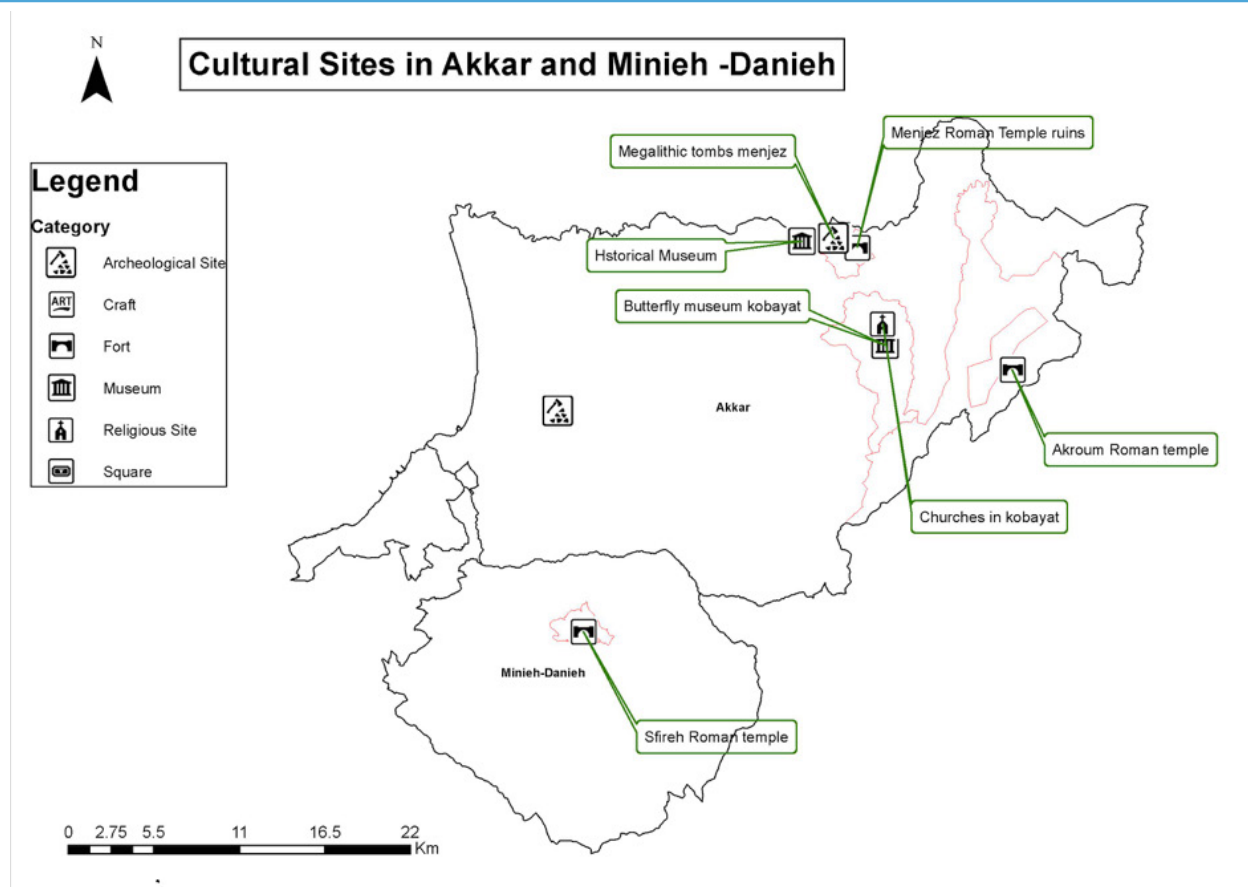 N
Cultural Sites in Akkar and Minieh -Danieh
Menjez Roman Temple ruins
Megalithic tombs menjez
Legend
Category
Archeological Site
Craft
ART
Fort
Museum
Religious Site
Square
Hstorical Museum
Butterfly museum kobayat
Akkar
Akroum Roman temple
Churches in kobayat
Minieh-Danieh
Sfireh Roman temple
0 2.75 5.5 11 16.5 22
Km